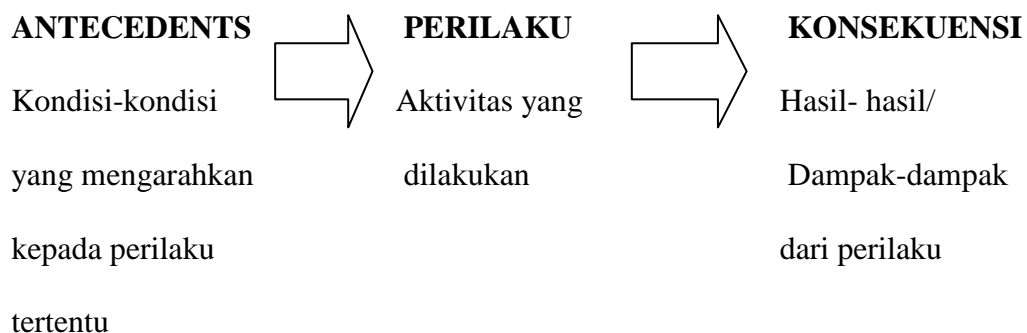 ANTECEDENTS PERILAKU KONSEKUENSI
Kondisi-kondisi Aktivitas yang Hasil- hasil/
yang mengarahkan dilakukan Dampak-dampak
kepada perilaku dari perilaku
tertentu